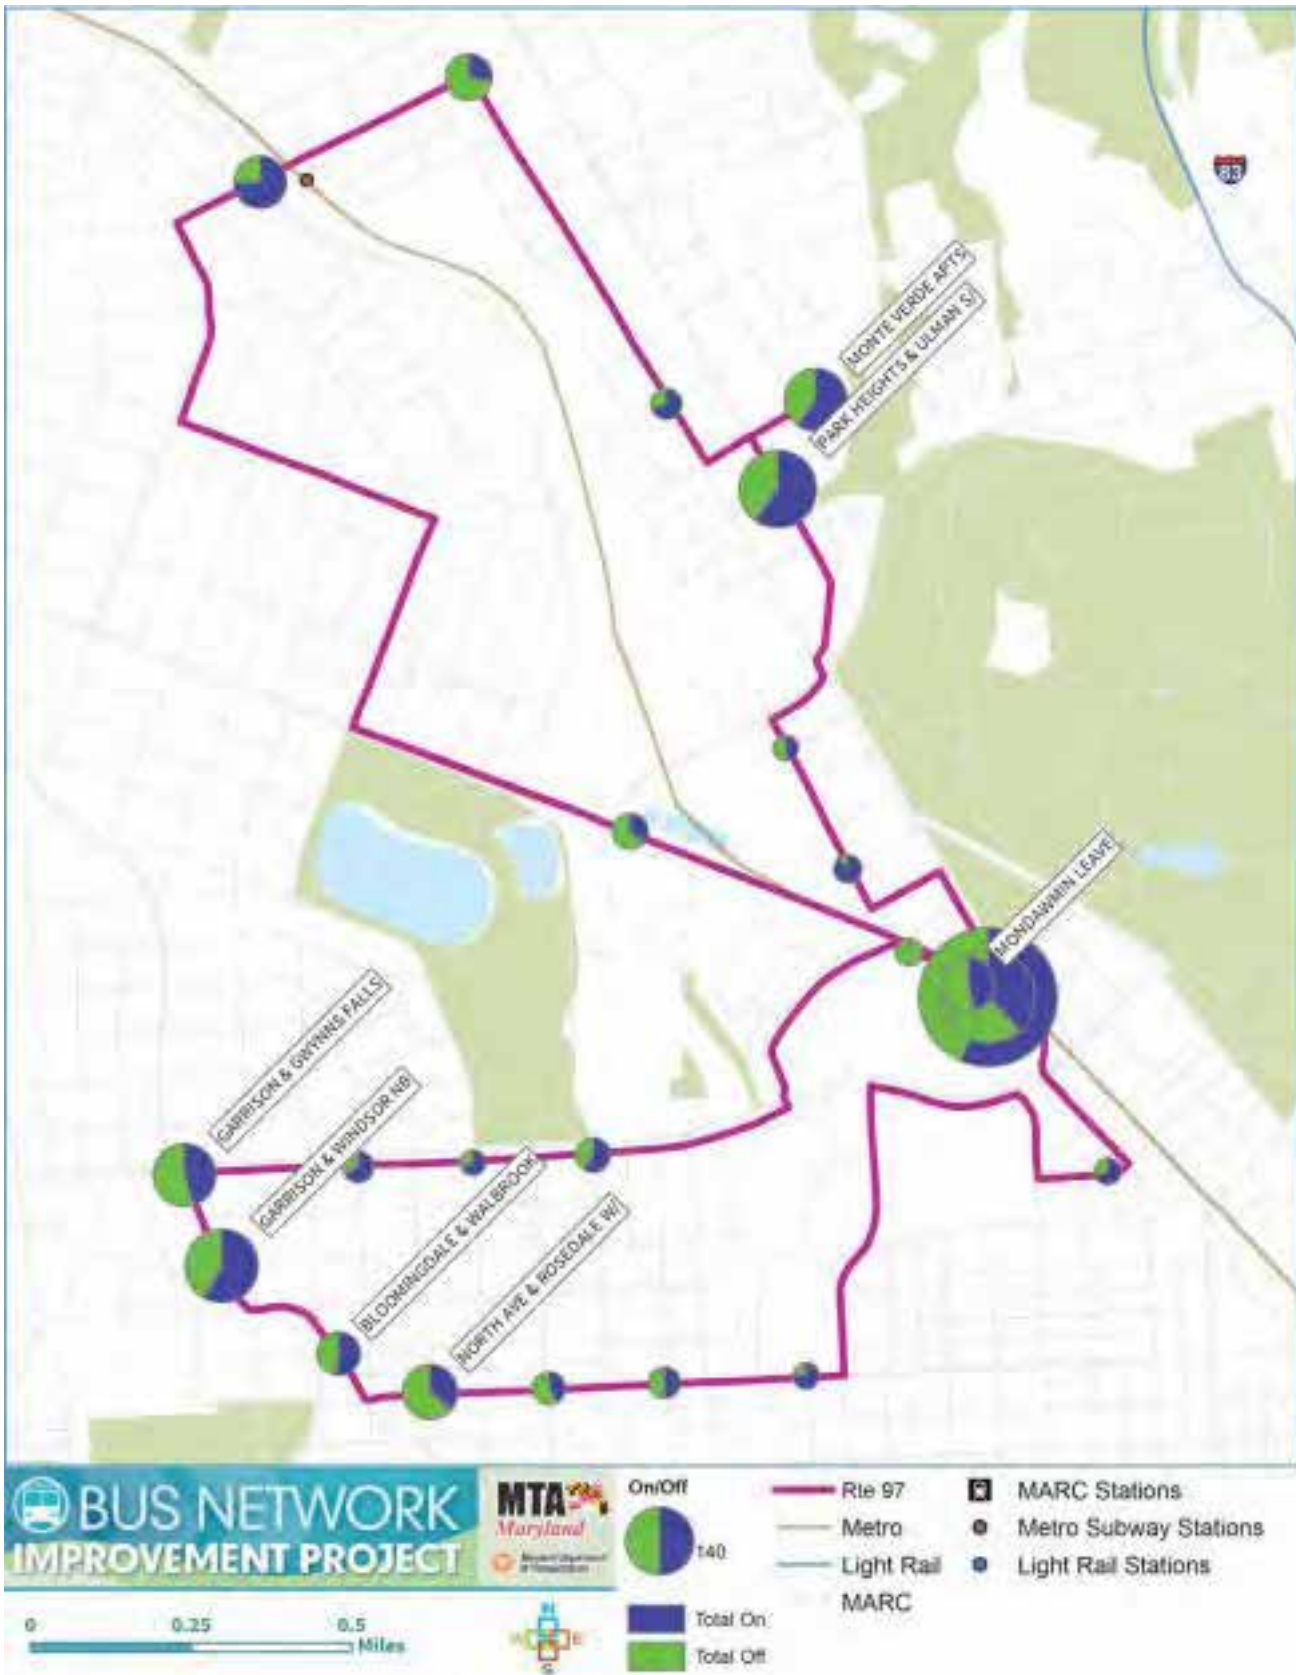 83
MONTE VERDE APTS
PARK HEIGHTS & ULMAN S/
MONDAWMIN LEAVE
GARRISON & GWYNNS FALLS
GARRISON & WINDSOR NB
BLOOMINGDALE & WALBROOK
NORTH AVE & ROSEDALE W/
BUS NETWORK
IMPROVEMENT PROJECT
MTA
Maryland
On/Off
140
Total On
Total Off
Rte 97
Metro
Light Rail
MARC
MARC Stations
Metro Subway Stations
Light Rail Stations
0 0.25 0.5
Miles
N
W E
S